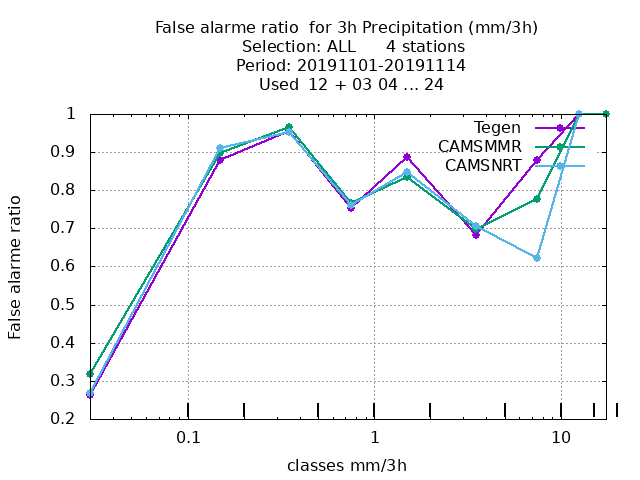 False alarme ratio  for 3h Precipitation (mm/3h)
Selection: ALL      4 stations
Period: 20191101-20191114
Used  12 + 03 04 ... 24
False alarme ratio
1
0.9
0.8
0.7
0.6
0.5
0.4
0.3
0.2
Tegen
CAMSMMR
CAMSNRT
0.1 1 10
classes mm/3h